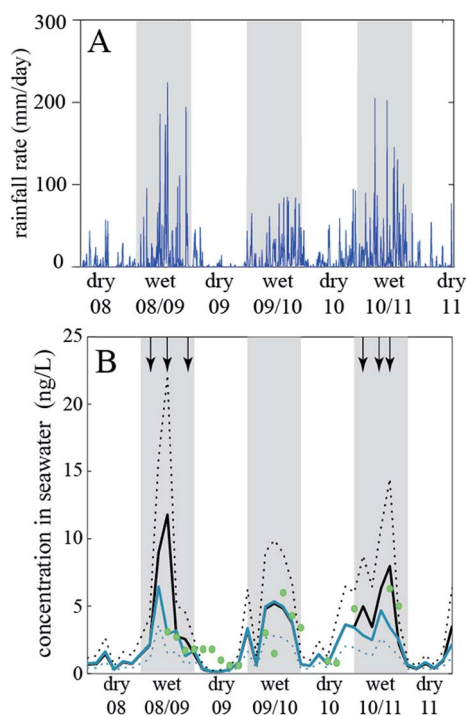 A
rainfall rate (mm/day)
300
200
100
0
dry wet dry wet dry wet dry
08 08/09 09 09/10 10 10/11 11
B
concentration in seawater (ng/L)
25
20
15
10
5
0
dry wet dry wet dry wet dry
08 08/09 09 09/10 10 10/11 11